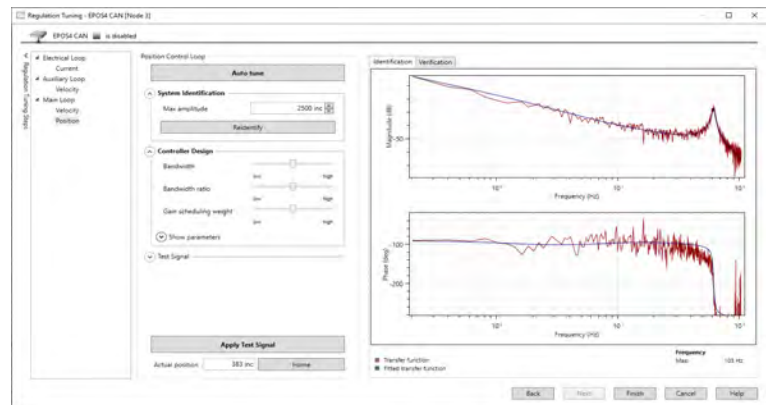 Regulation Tuning - EPOS4 CAN [Node 3]
EPOS4 CAN is disabled
Regulation Tuning Steps
Electrical Loop
Current
Auxiliary Loop
Velocity
Main Loop
Velocity
Position
Position Control Loop
Auto tune
System Identification
Max amplitude 2500 inc
Reidentify
Controller Design
Bandwidth
low high
Bandwidth ratio
low high
Gain scheduling weight
low high
Show parameters
Test Signal
Apply Test Signal
Actual position 383 inc Home
Identification Verification
Magnitude (dB)
-50
Frequency (Hz)
Phase (deg)
-100
-200
Frequency (Hz)
Transfer function
Fitted transfer function
Frequency
Max: 103 Hz
Back Next Finish Cancel Help